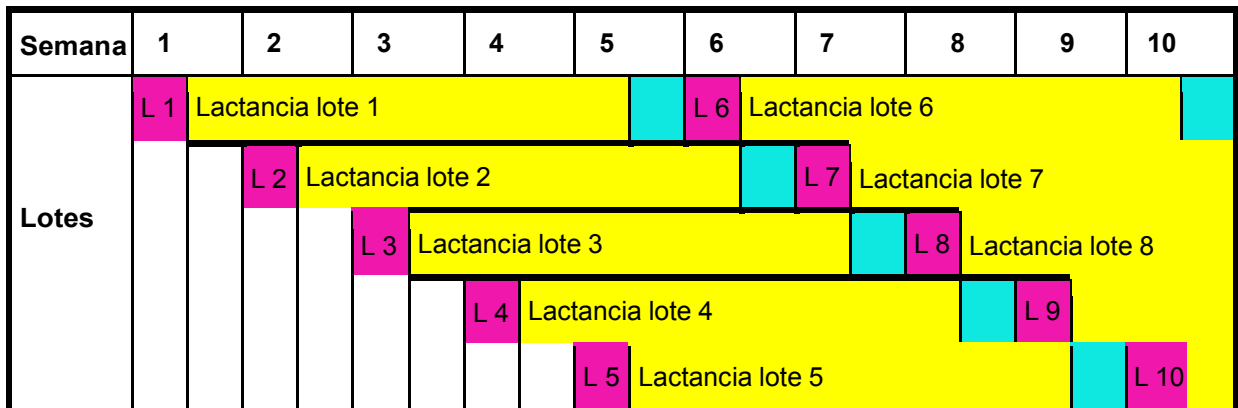 Semana 1 2 3 4 5 6 7 8 9 10
L 1 Lactancia lote 1 L 6 Lactancia lote 6
L 2 Lactancia lote 2 L 7 Lactancia lote 7
Lotes
L 3 Lactancia lote 3 L 8 Lactancia lote 8
L 4 Lactancia lote 4 L 9
L 5 Lactancia lote 5 L 10